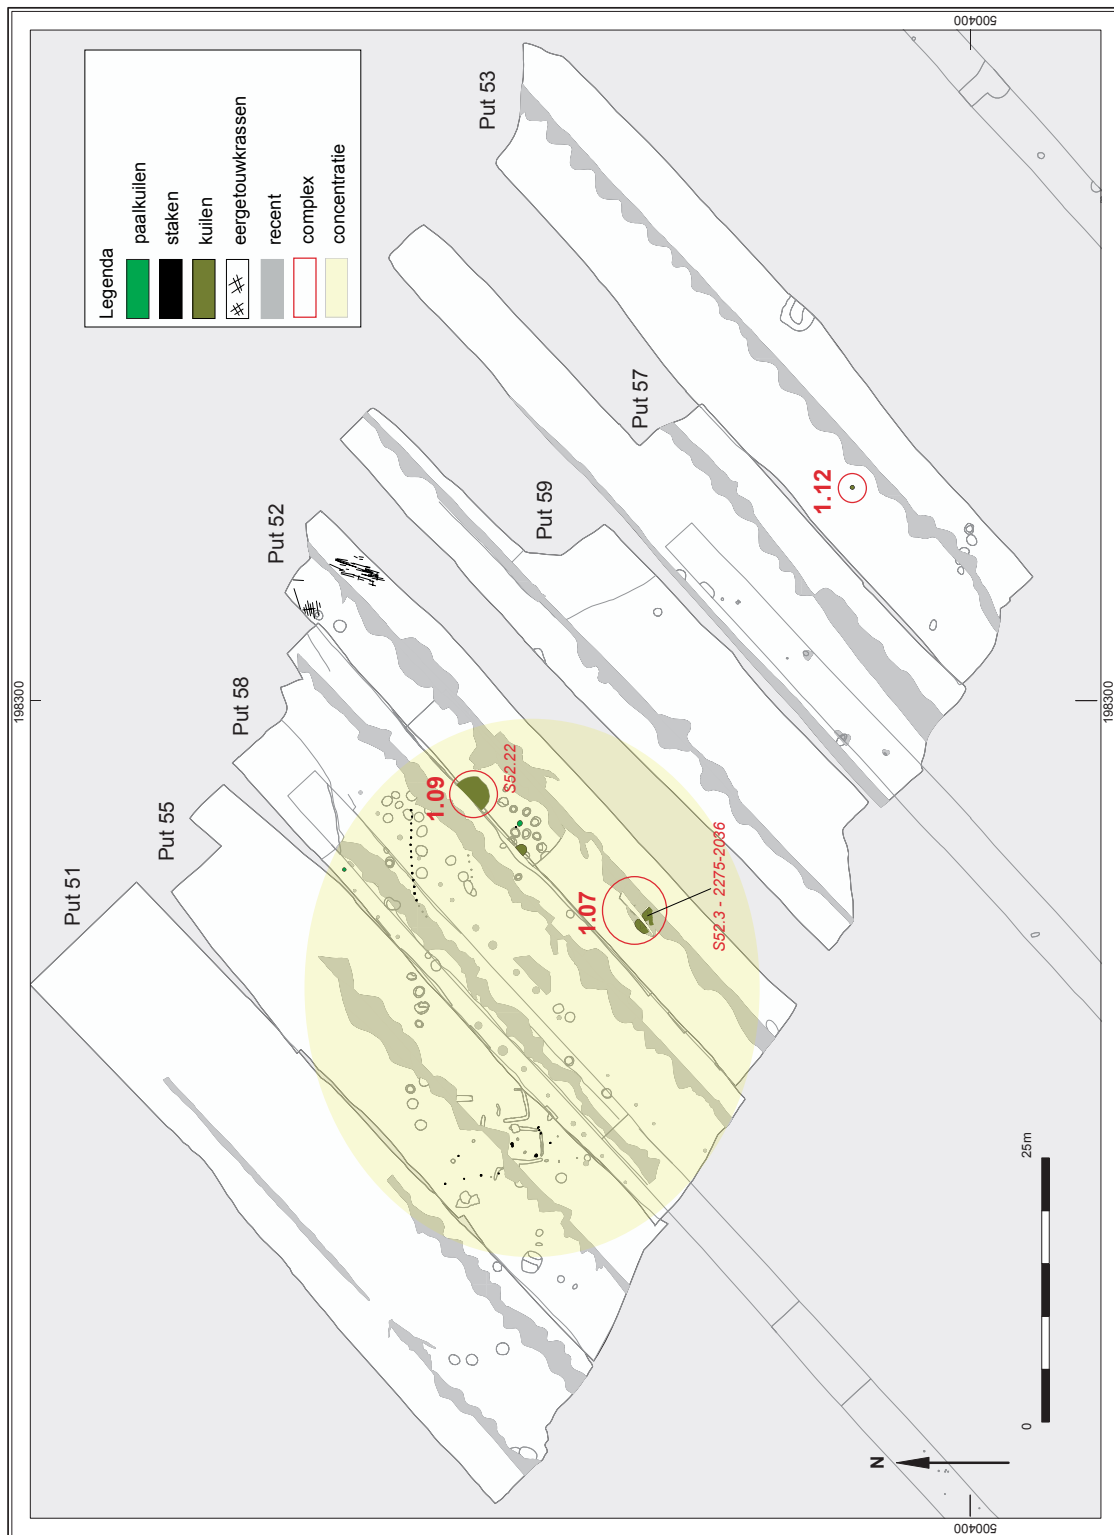 Legenda
paalkuilen
staken
kuilen
eergetouwkrassen
recent
complex
concentratie
Put 51
Put 55
Put 58
Put 52
Put 59
Put 57
Put 53
1.09
S52.22
1.07
S52.3 - 2275-2036
1.12
198300
198300
500400
500400
N
0
25m